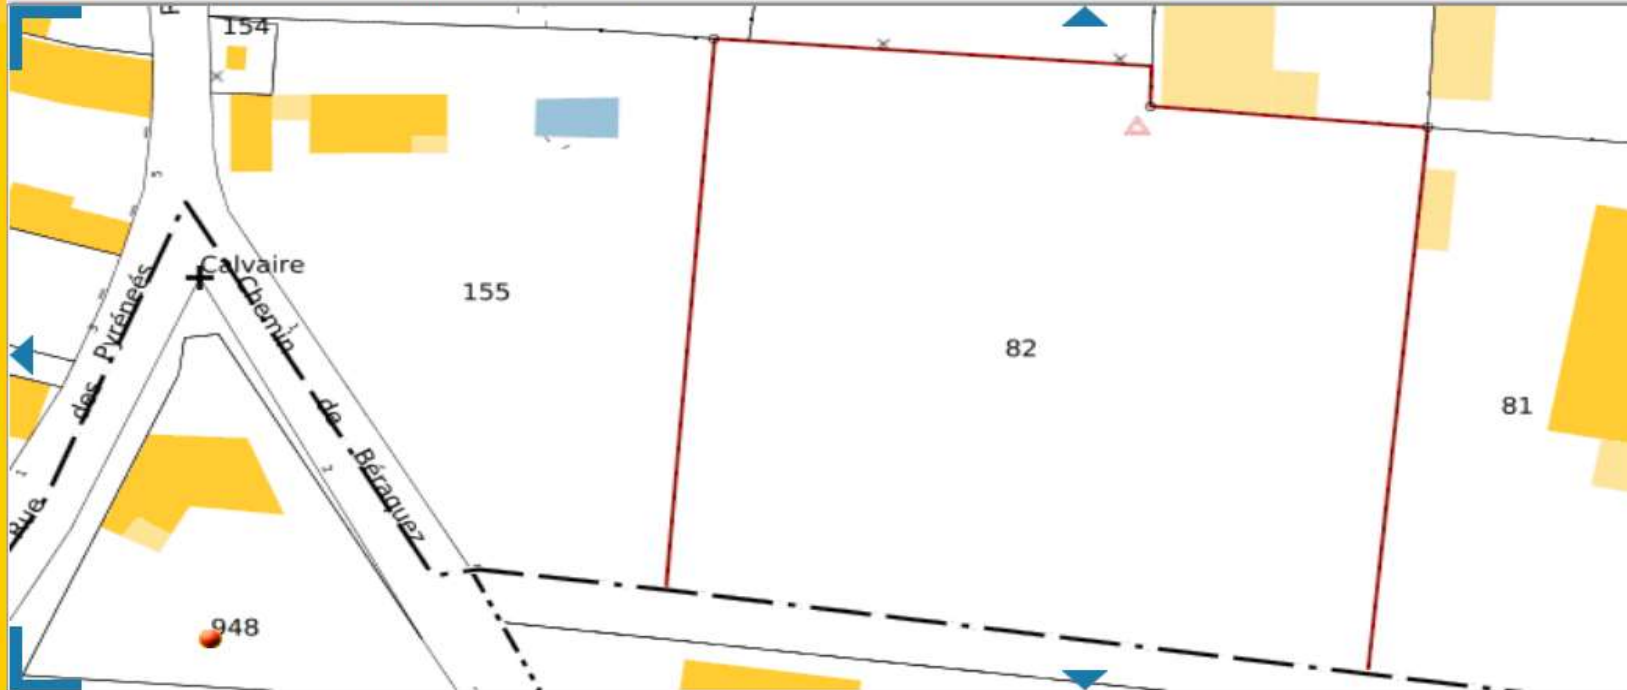 154
Calvaire
155
82
81
Rue des Pyrénées
Chemin de Béraquez
948